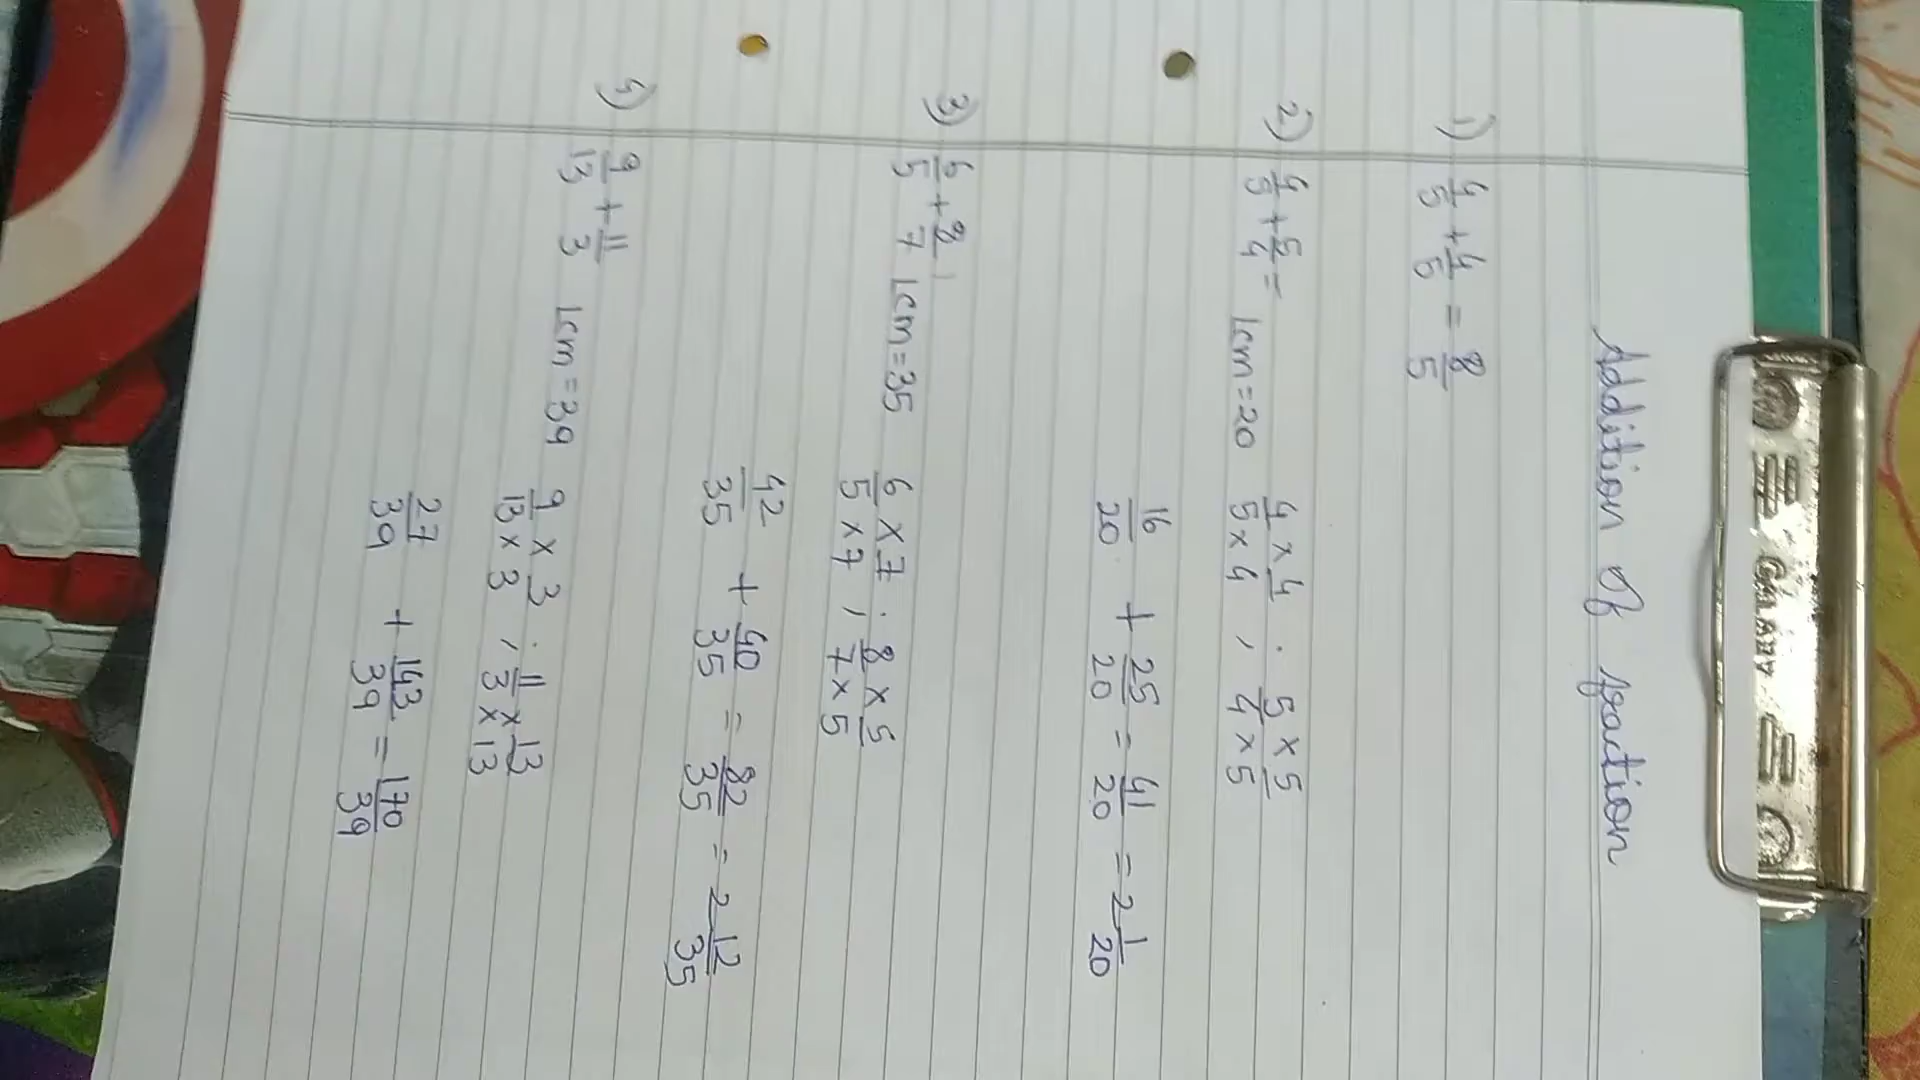 Addition Of fraction
1) 4/5 + 4/5 = 8/5
2) 4/5 + 5/4 = Lcm = 20 4/5 × 4/4 , 5/4 × 5/5
16/20 + 25/20 = 41/20 = 2 1/20
3) 6/5 + 8/7 Lcm = 35 6/5 × 7/7 , 8/7 × 5/5
42/35 + 40/35 = 82/35 = 2 12/35
4) 9/13 + 11/3 Lcm = 39 9/13 × 3/3 , 11/3 × 13/13
27/39 + 143/39 = 170/39
GALAXY